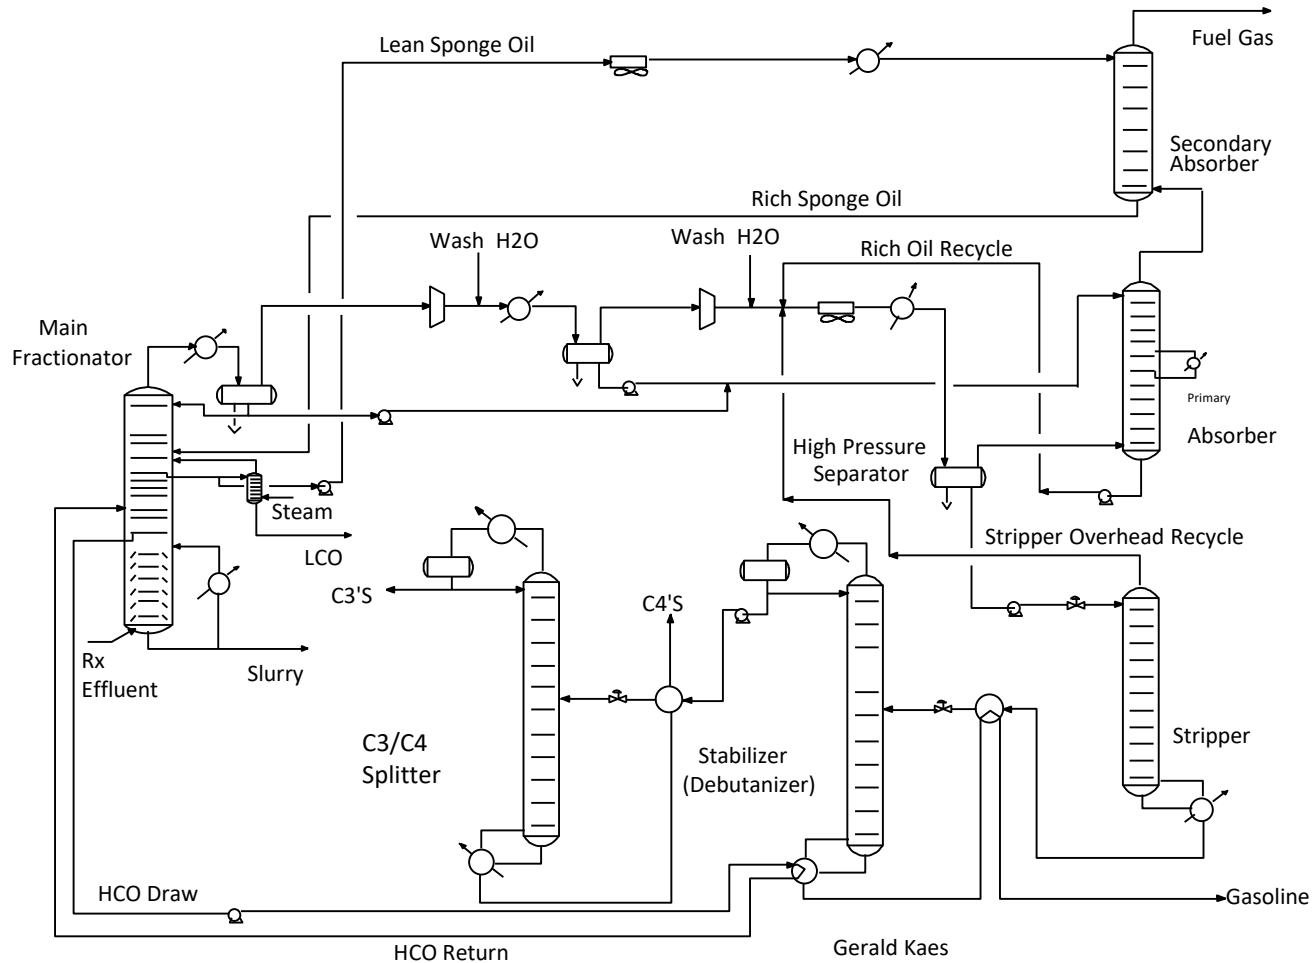 Lean Sponge Oil
Fuel Gas
Secondary
Absorber
Rich Sponge Oil
Wash H2O
Wash H2O
Rich Oil Recycle
Main
Fractionator
Primary
Absorber
High Pressure
Separator
Steam
LCO
Stripper Overhead Recycle
C3'S
C4'S
Rx
Effluent
Slurry
C3/C4
Splitter
Stabilizer
(Debutanizer)
Stripper
HCO Draw
Gasoline
HCO Return
Gerald Kaes